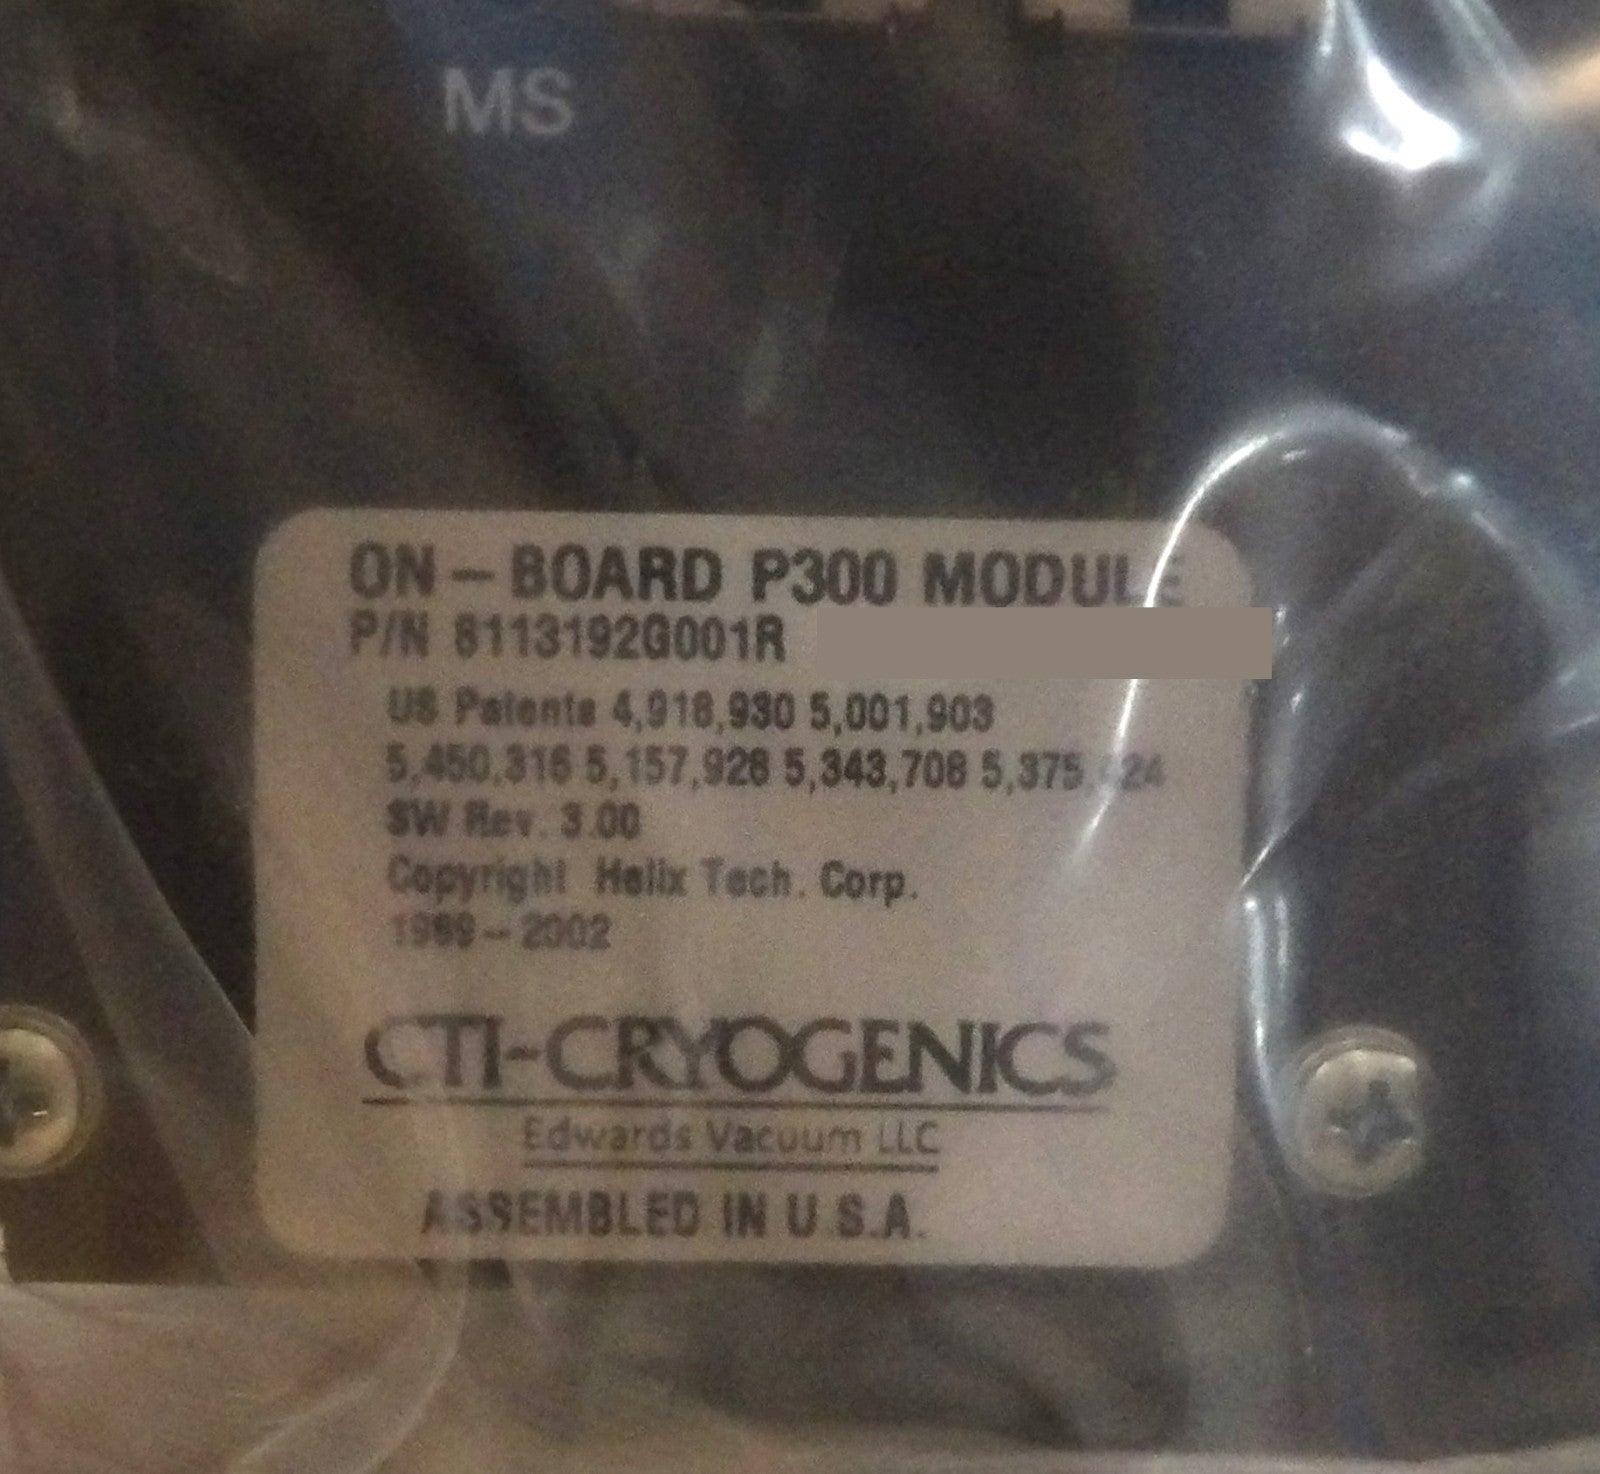 MS
ON-BOARD P300 MODULE
P/N 8113192G001R
US Patents 4,918,930 5,001,903
5,450,316 5,157,928 5,343,708
SW Rev. 3.00
Copyright Helix Tech. Corp.
1999-2002
CTI-CRYOGENICS
Edwards Vacuum LLC
ASSEMBLED IN U.S.A.